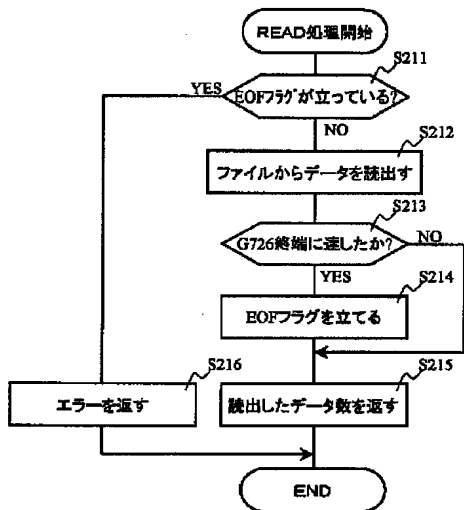 READ処理開始
S211
EOFフラグが立っている?
YES
NO
S212
ファイルからデータを読出す
S213
G726終端に達したか?
NO
YES
S214
EOFフラグを立てる
S216
S215
エラーを返す
読出したデータ数を返す
END